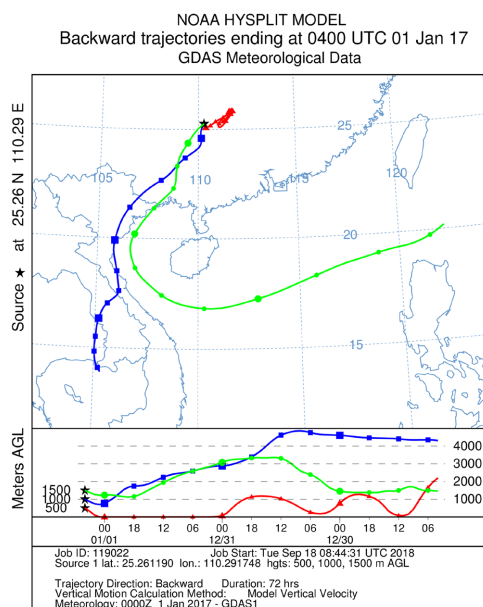 NOAA HYSPLIT MODEL
Backward trajectories ending at 0400 UTC 01 Jan 17
GDAS Meteorological Data
Source ★ at 25.26 N 110.29 E
25
105
110
115
120
20
15
Meters AGL
1500
1000
500
4000
3000
2000
1000
00 18 12 06 00 18 12 06 00 18 12 06
01/01 12/31 12/30
Job ID: 119022 Job Start: Tue Sep 18 08:44:31 UTC 2018
Source 1 lat.: 25.261190 lon.: 110.291748 hgts: 500, 1000, 1500 m AGL
Trajectory Direction: Backward Duration: 72 hrs
Vertical Motion Calculation Method: Model Vertical Velocity
Meteorology: 0000Z 1 Jan 2017 - GDAS1